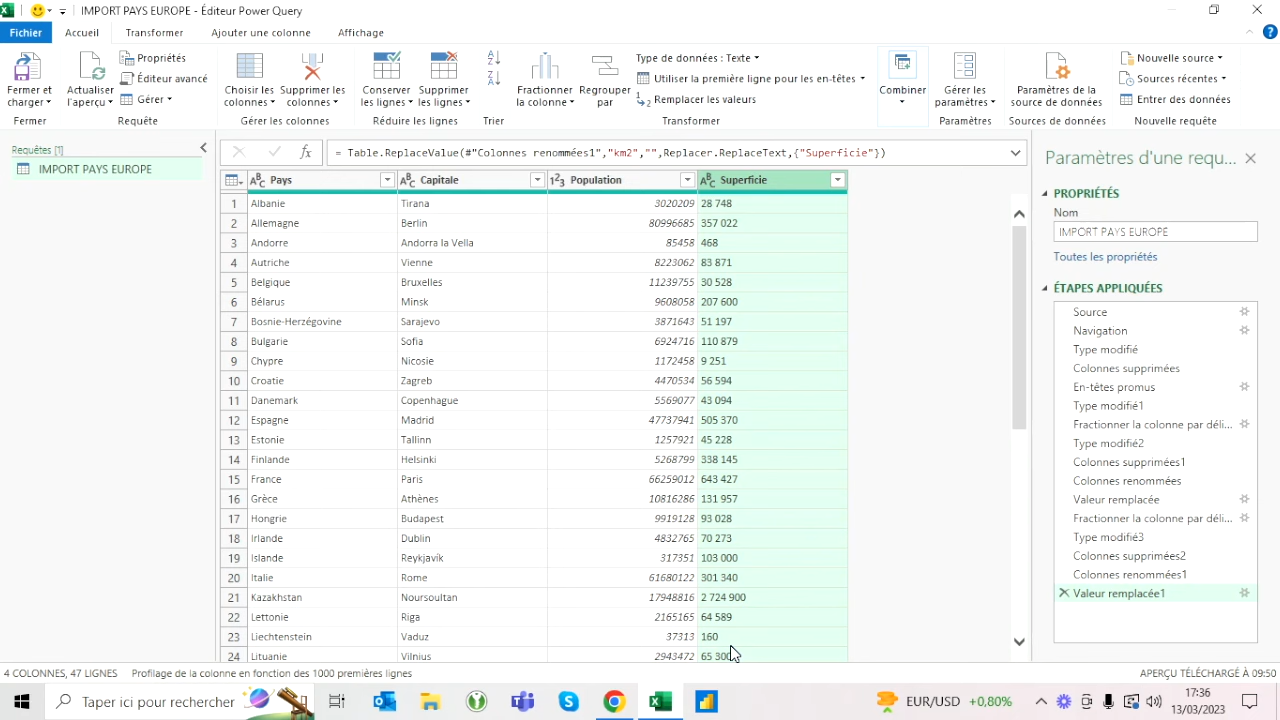 IMPORT PAYS EUROPE - Éditeur Power Query
Fichier Accueil Transformer Ajouter une colonne Affichage
Fermer et charger
Fermer
Actualiser l'aperçu
Propriétés
Éditeur avancé
Gérer
Requête
Choisir les colonnes
Supprimer les colonnes
Gérer les colonnes
Conserver les lignes
Supprimer les lignes
Réduire les lignes
Trier
Fractionner la colonne
Regrouper par
Type de données : Texte
Utiliser la première ligne pour les en-têtes
Remplacer les valeurs
Transformer
Combiner
Gérer les paramètres
Paramètres
Paramètres de la source de données
Sources de données
Nouvelle source
Sources récentes
Entrer des données
Nouvelle requête
Requêtes [1]
IMPORT PAYS EUROPE
fx = Table.ReplaceValue(#"Colonnes renommées1","km2","",Replacer.ReplaceText,{"Superficie"})
ABC Pays ABC Capitale 123 Population ABC Superficie
1 Albanie Tirana 3020209 28 748
2 Allemagne Berlin 80996685 357 022
3 Andorre Andorra la Vella 85458 468
4 Autriche Vienne 8223062 83 871
5 Belgique Bruxelles 11239755 30 528
6 Bélarus Minsk 9608058 207 600
7 Bosnie-Herzégovine Sarajevo 3871643 51 197
8 Bulgarie Sofia 6924716 110 879
9 Chypre Nicosie 1172458 9 251
10 Croatie Zagreb 4470534 56 594
11 Danemark Copenhague 5569077 43 094
12 Espagne Madrid 47737941 505 370
13 Estonie Tallinn 1257921 45 228
14 Finlande Helsinki 5268799 338 145
15 France Paris 66259012 643 427
16 Grèce Athènes 10816286 131 957
17 Hongrie Budapest 9919128 93 028
18 Irlande Dublin 4832765 70 273
19 Islande Reykjavík 317351 103 000
20 Italie Rome 61680122 301 340
21 Kazakhstan Noursoultan 17948816 2 724 900
22 Lettonie Riga 2165165 64 589
23 Liechtenstein Vaduz 37313 160
24 Lituanie Vilnius 2943472 65 300
Paramètres d'une requ...
PROPRIÉTÉS
Nom
IMPORT PAYS EUROPE
Toutes les propriétés
ÉTAPES APPLIQUÉES
Source
Navigation
Type modifié
Colonnes supprimées
En-têtes promus
Type modifié1
Fractionner la colonne par déli...
Type modifié2
Colonnes supprimées1
Colonnes renommées
Valeur remplacée
Fractionner la colonne par déli...
Type modifié3
Colonnes supprimées2
Colonnes renommées1
Valeur remplacée1
4 COLONNES, 47 LIGNES Profilage de la colonne en fonction des 1000 premières lignes APERÇU TÉLÉCHARGÉ À 09:50
Taper ici pour rechercher
EUR/USD +0,80%
17:36
13/03/2023